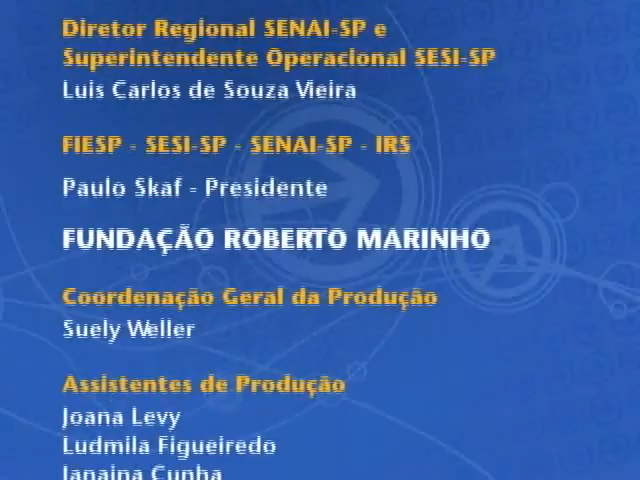 Diretor Regional SENAI-SP e
Superintendente Operacional SESI-SP
Luis Carlos de Souza Vieira
FIESP - SESI-SP - SENAI-SP - IRS
Paulo Skaf - Presidente
FUNDAÇÃO ROBERTO MARINHO
Coordenação Geral da Produção
Suely Weller
Assistentes de Produção
Joana Levy
Ludmila Figueiredo
Janaina Cunha